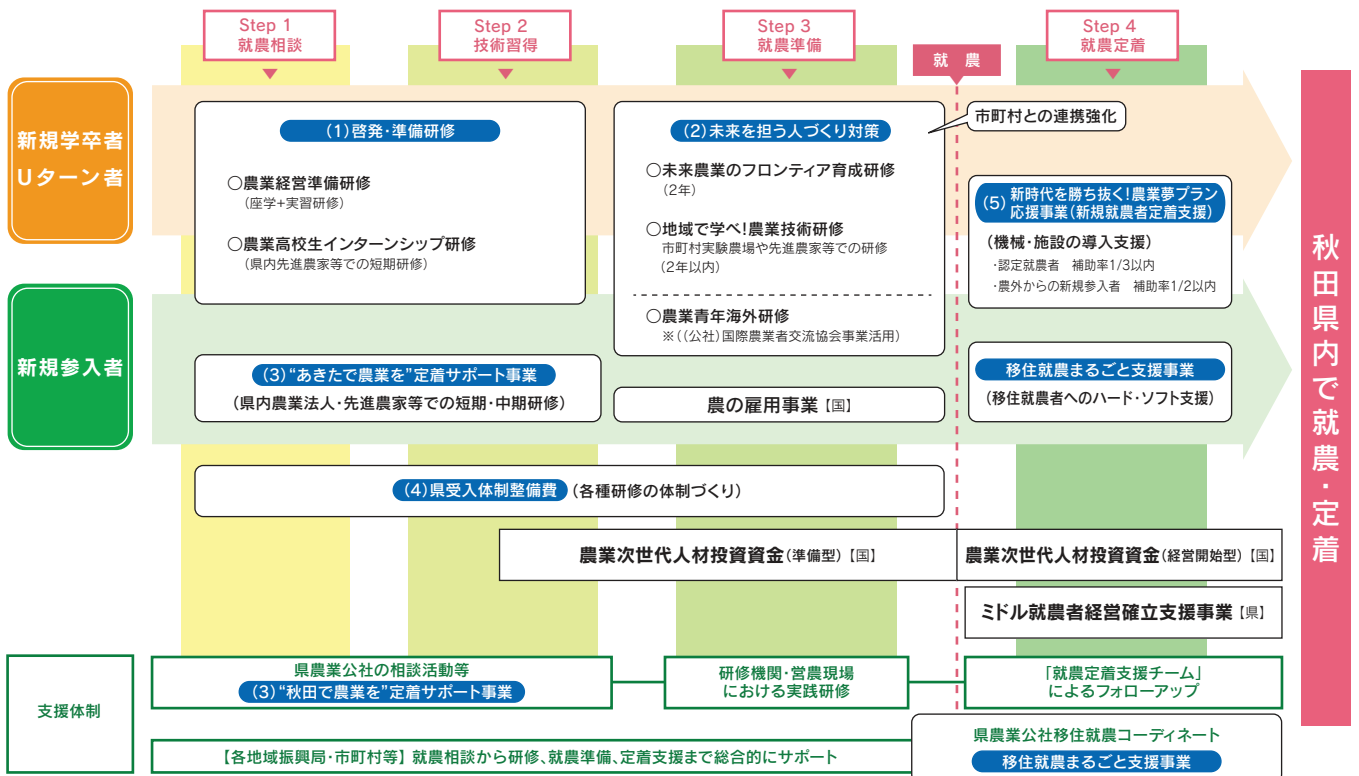 Step 1
就農相談
Step 2
技術習得
Step 3
就農準備
就 農
Step 4
就農定着
新規学卒者
Uターン者
(1)啓発・準備研修
○農業経営準備研修
(座学+実習研修)
○農業高校生インターンシップ研修
(県内先進農家等での短期研修)
(2)未来を担う人づくり対策
○未来農業のフロンティア育成研修
(2年)
○地域で学べ!農業技術研修
市町村実験農場や先進農家等での研修
(2年以内)
○農業青年海外研修
※((公社)国際農業者交流協会事業活用)
市町村との連携強化
(5) 新時代を勝ち抜く!農業夢プラン
応援事業(新規就農者定着支援)
(機械・施設の導入支援)
・認定就農者 補助率1/3以内
・農外からの新規参入者 補助率1/2以内
新規参入者
(3)“あきたで農業を”定着サポート事業
(県内農業法人・先進農家等での短期・中期研修)
農の雇用事業【国】
移住就農まるごと支援事業
(移住就農者へのハード・ソフト支援)
(4)県受入体制整備費 (各種研修の体制づくり)
農業次世代人材投資資金(準備型)【国】
農業次世代人材投資資金(経営開始型)【国】
ミドル就農者経営確立支援事業【県】
秋田県内で就農・定着
支援体制
県農業公社の相談活動等
(3)“秋田で農業を”定着サポート事業
研修機関・営農現場
における実践研修
「就農定着支援チーム」
によるフォローアップ
【各地域振興局・市町村等】 就農相談から研修、就農準備、定着支援まで総合的にサポート
県農業公社移住就農コーディネート
移住就農まるごと支援事業